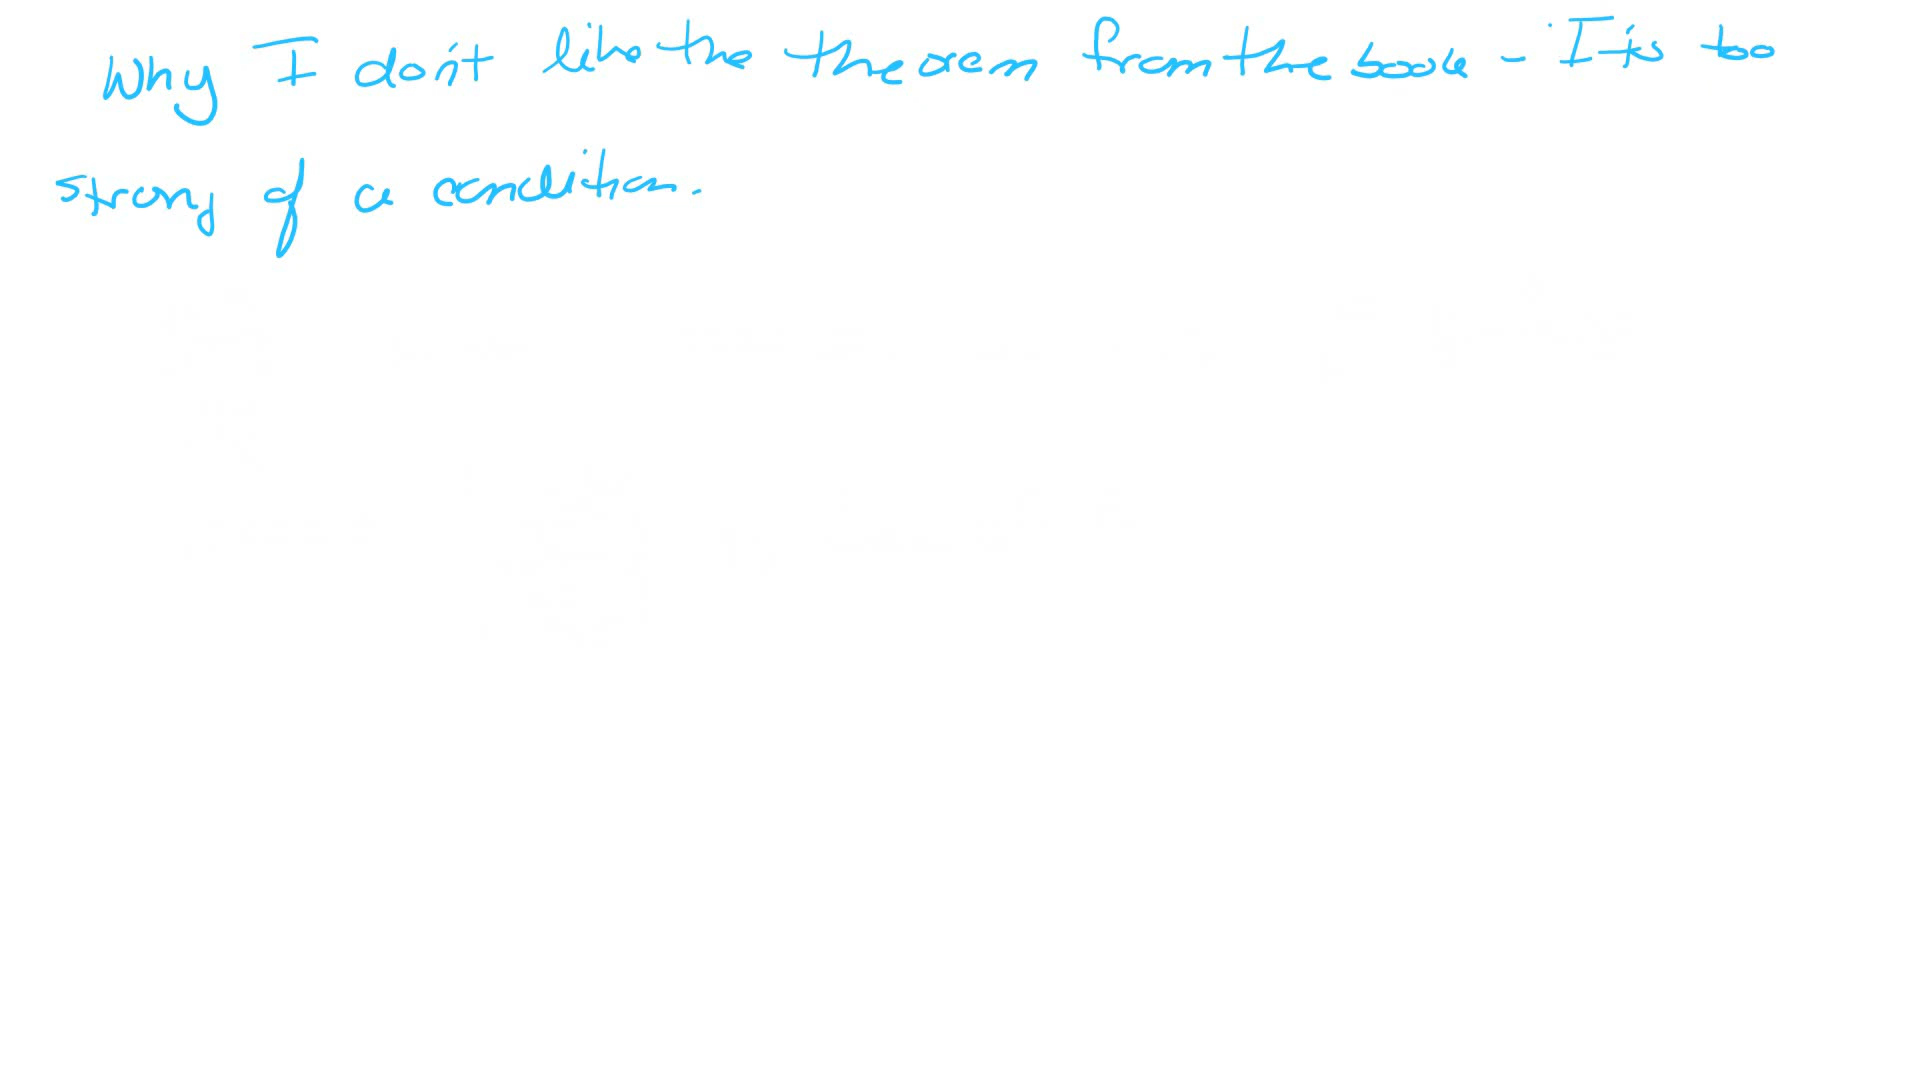 Why I don't like the theorem from the book - It's too
strong of a condition.